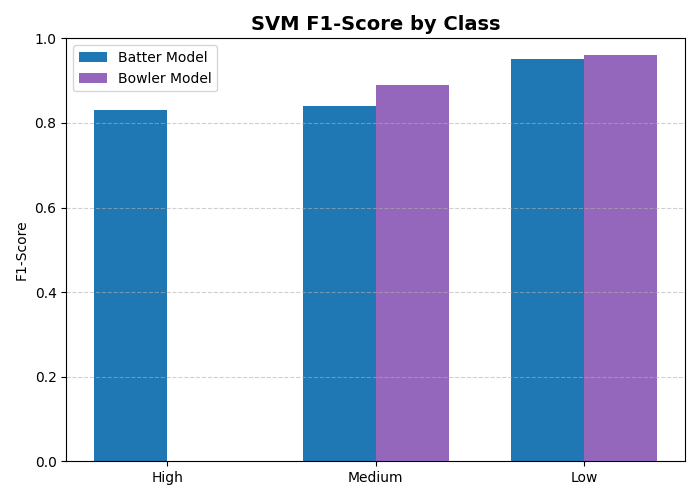 SVM F1-Score by Class
Batter Model
Bowler Model
F1-Score
1.0
0.8
0.6
0.4
0.2
0.0
High
Medium
Low